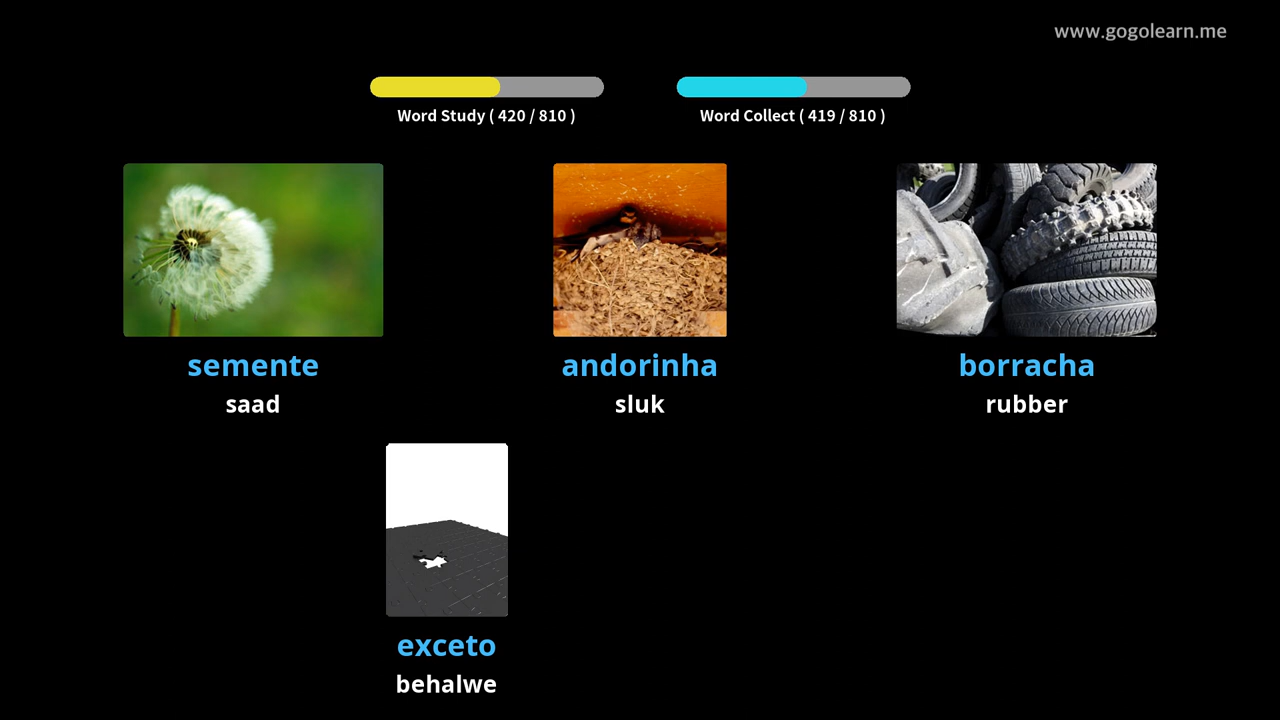 www.gogolearn.me
Word Study ( 420 / 810 )
Word Collect ( 419 / 810 )
semente
saad
andorinha
sluk
borracha
rubber
exceto
behalwe